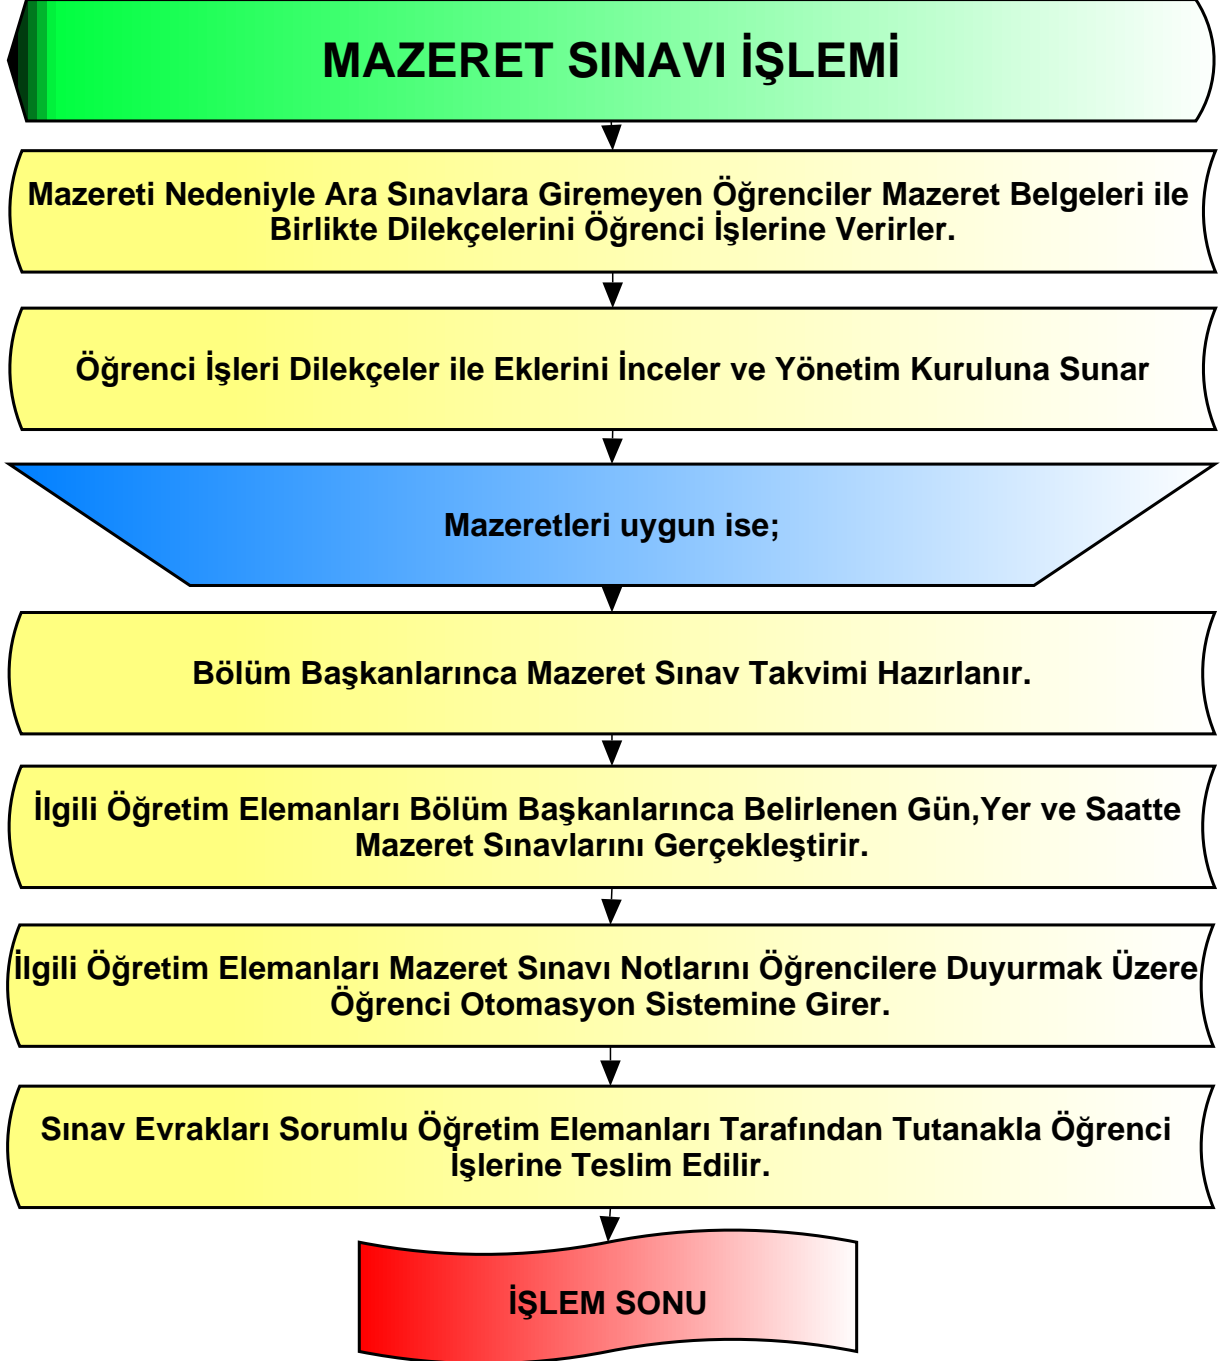 MAZERET SINAVI İŞLEMİ
Mazereti Nedeniyle Ara Sınavlara Giremeyen Öğrenciler Mazeret Belgeleri ile
Birlikte Dilekçelerini Öğrenci İşlerine Verirler.
Öğrenci İşleri Dilekçeler ile Eklerini İnceler ve Yönetim Kuruluna Sunar
Mazeretleri uygun ise;
Bölüm Başkanlarınca Mazeret Sınav Takvimi Hazırlanır.
İlgili Öğretim Elemanları Bölüm Başkanlarınca Belirlenen Gün,Yer ve Saatte
Mazeret Sınavlarını Gerçekleştirir.
İlgili Öğretim Elemanları Mazeret Sınavı Notlarını Öğrencilere Duyurmak Üzere
Öğrenci Otomasyon Sistemine Girer.
Sınav Evrakları Sorumlu Öğretim Elemanları Tarafından Tutanakla Öğrenci
İşlerine Teslim Edilir.
İŞLEM SONU